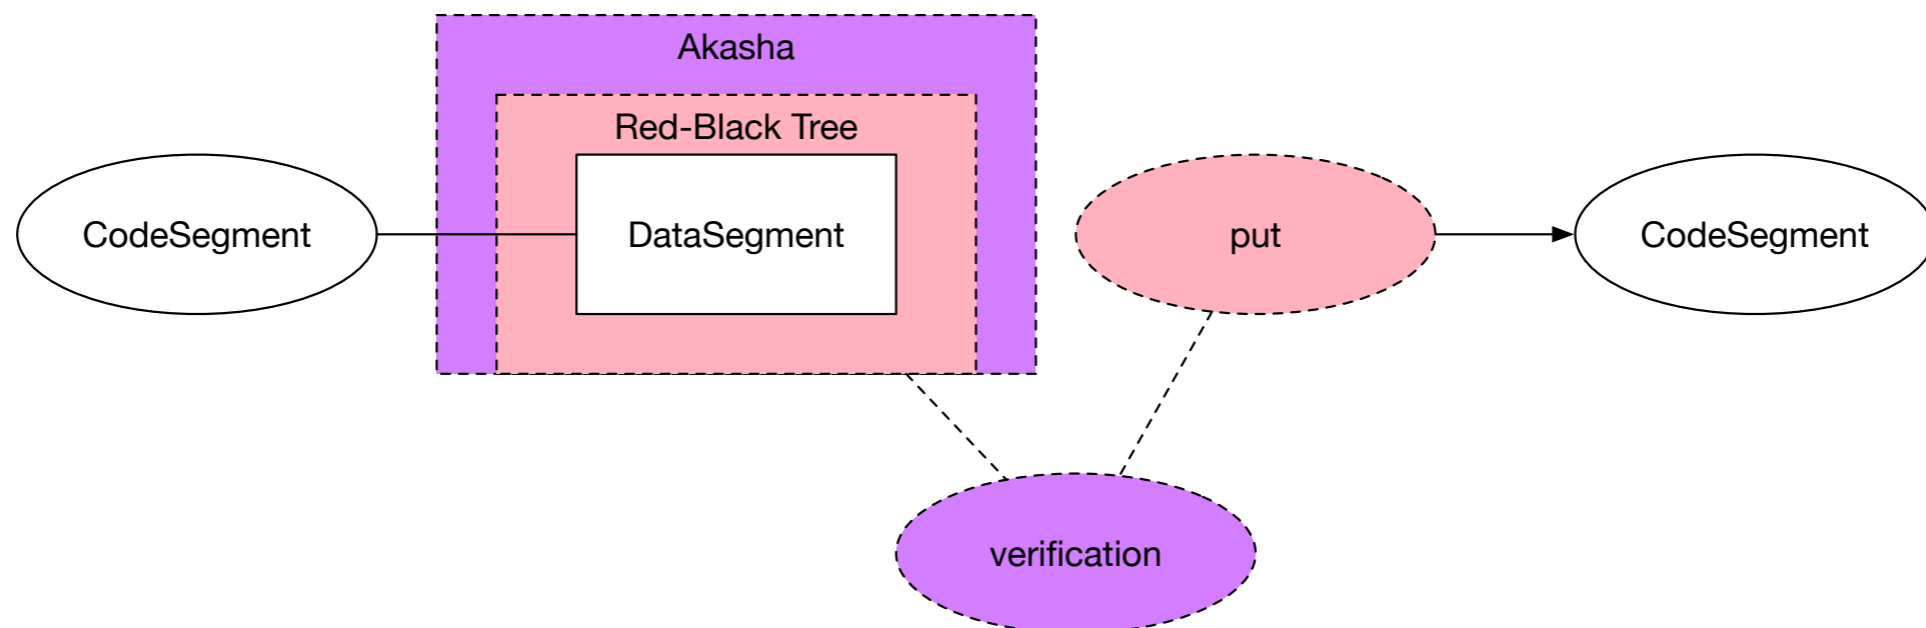 Akasha
Red-Black Tree
CodeSegment
DataSegment
put
CodeSegment
verification